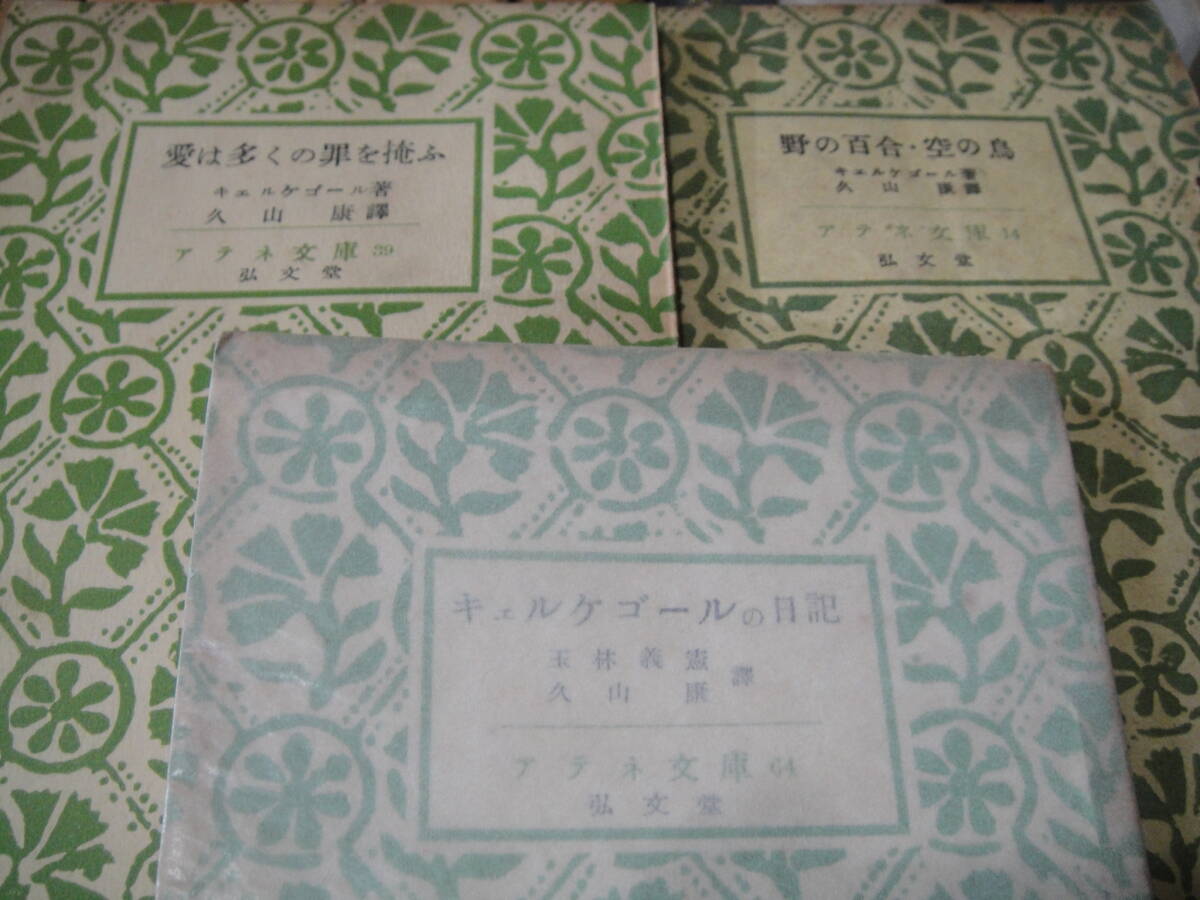 愛は多くの罪を掩ふ
キェルケゴール著
久山 康譯
アテネ文庫 39
弘文堂
野の百合・空の鳥
キェルケゴール著
久山 康譯
アテネ文庫 14
弘文堂
キェルケゴールの日記
玉林義憲
久山 康 譯
アテネ文庫 64
弘文堂